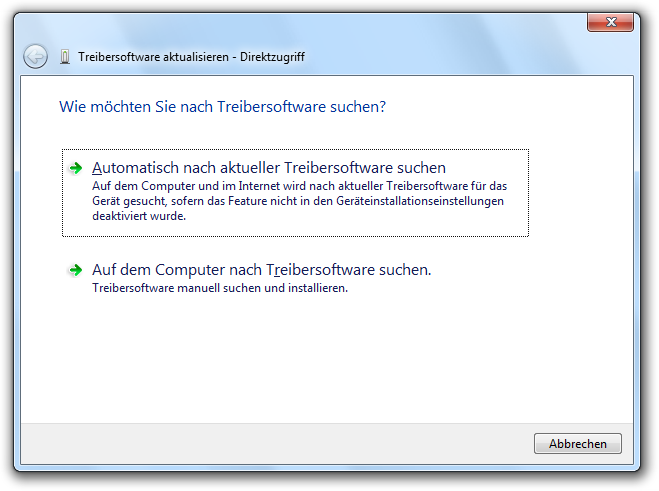 Treibersoftware aktualisieren - Direktzugriff
Wie möchten Sie nach Treibersoftware suchen?
Automatisch nach aktueller Treibersoftware suchen
Auf dem Computer und im Internet wird nach aktueller Treibersoftware für das
Gerät gesucht, sofern das Feature nicht in den Geräteinstallationseinstellungen
deaktiviert wurde.
Auf dem Computer nach Treibersoftware suchen.
Treibersoftware manuell suchen und installieren.
Abbrechen